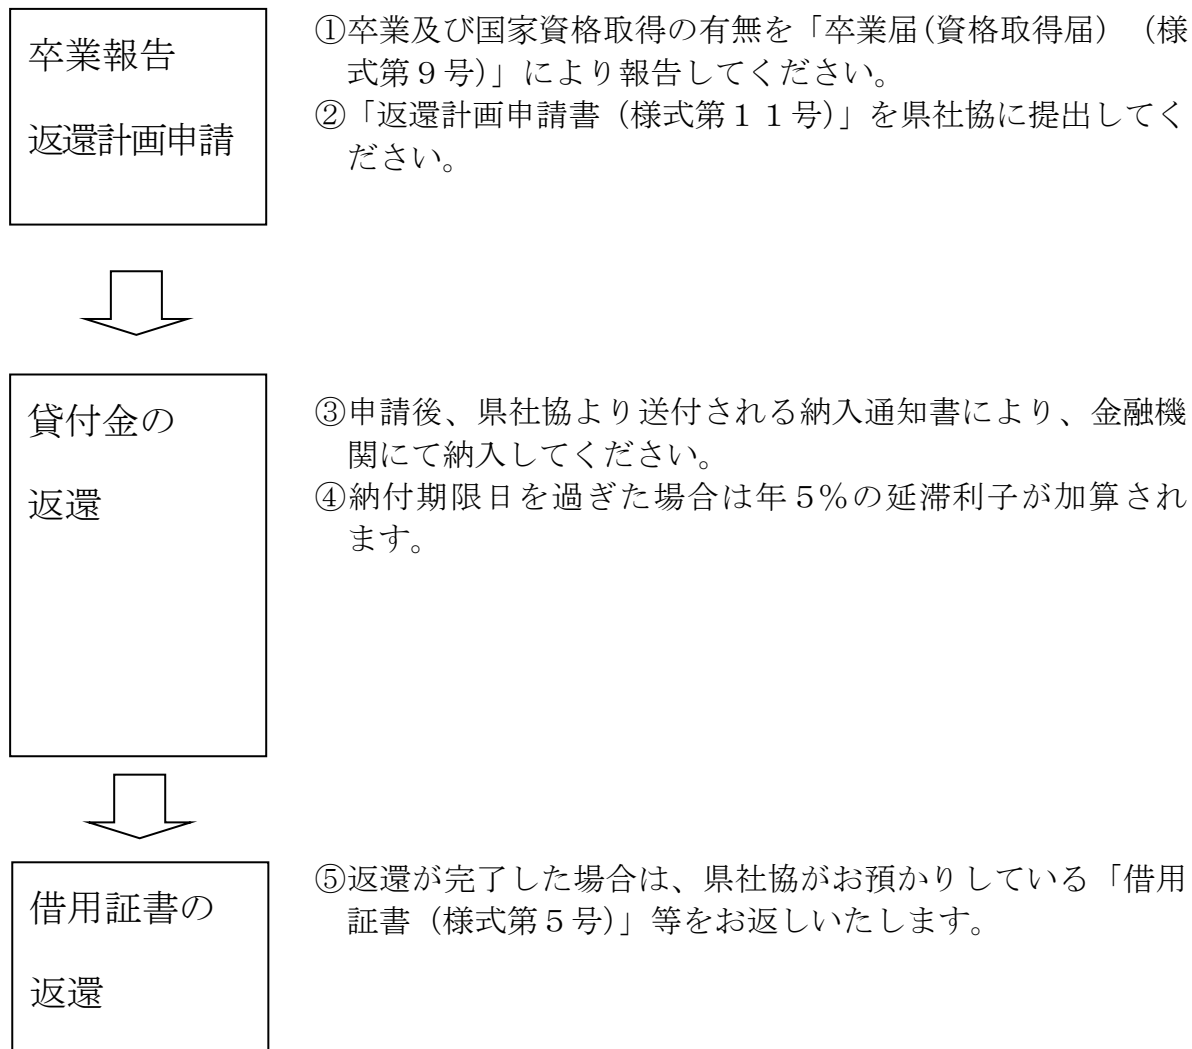 卒業報告
返還計画申請
①卒業及び国家資格取得の有無を「卒業届(資格取得届)（様
式第９号)」により報告してください。
②「返還計画申請書（様式第１１号)」を県社協に提出してく
ださい。
貸付金の
返還
③申請後、県社協より送付される納入通知書により、金融機
関にて納入してください。
④納付期限日を過ぎた場合は年５％の延滞利子が加算され
ます。
借用証書の
返還
⑤返還が完了した場合は、県社協がお預かりしている「借用
証書（様式第５号)」等をお返しいたします。